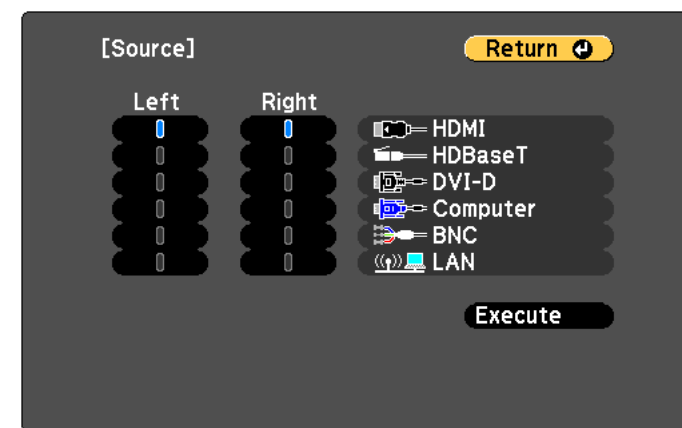 [Source]
Return
Left Right
HDMI
HDBaseT
DVI-D
Computer
BNC
LAN
Execute